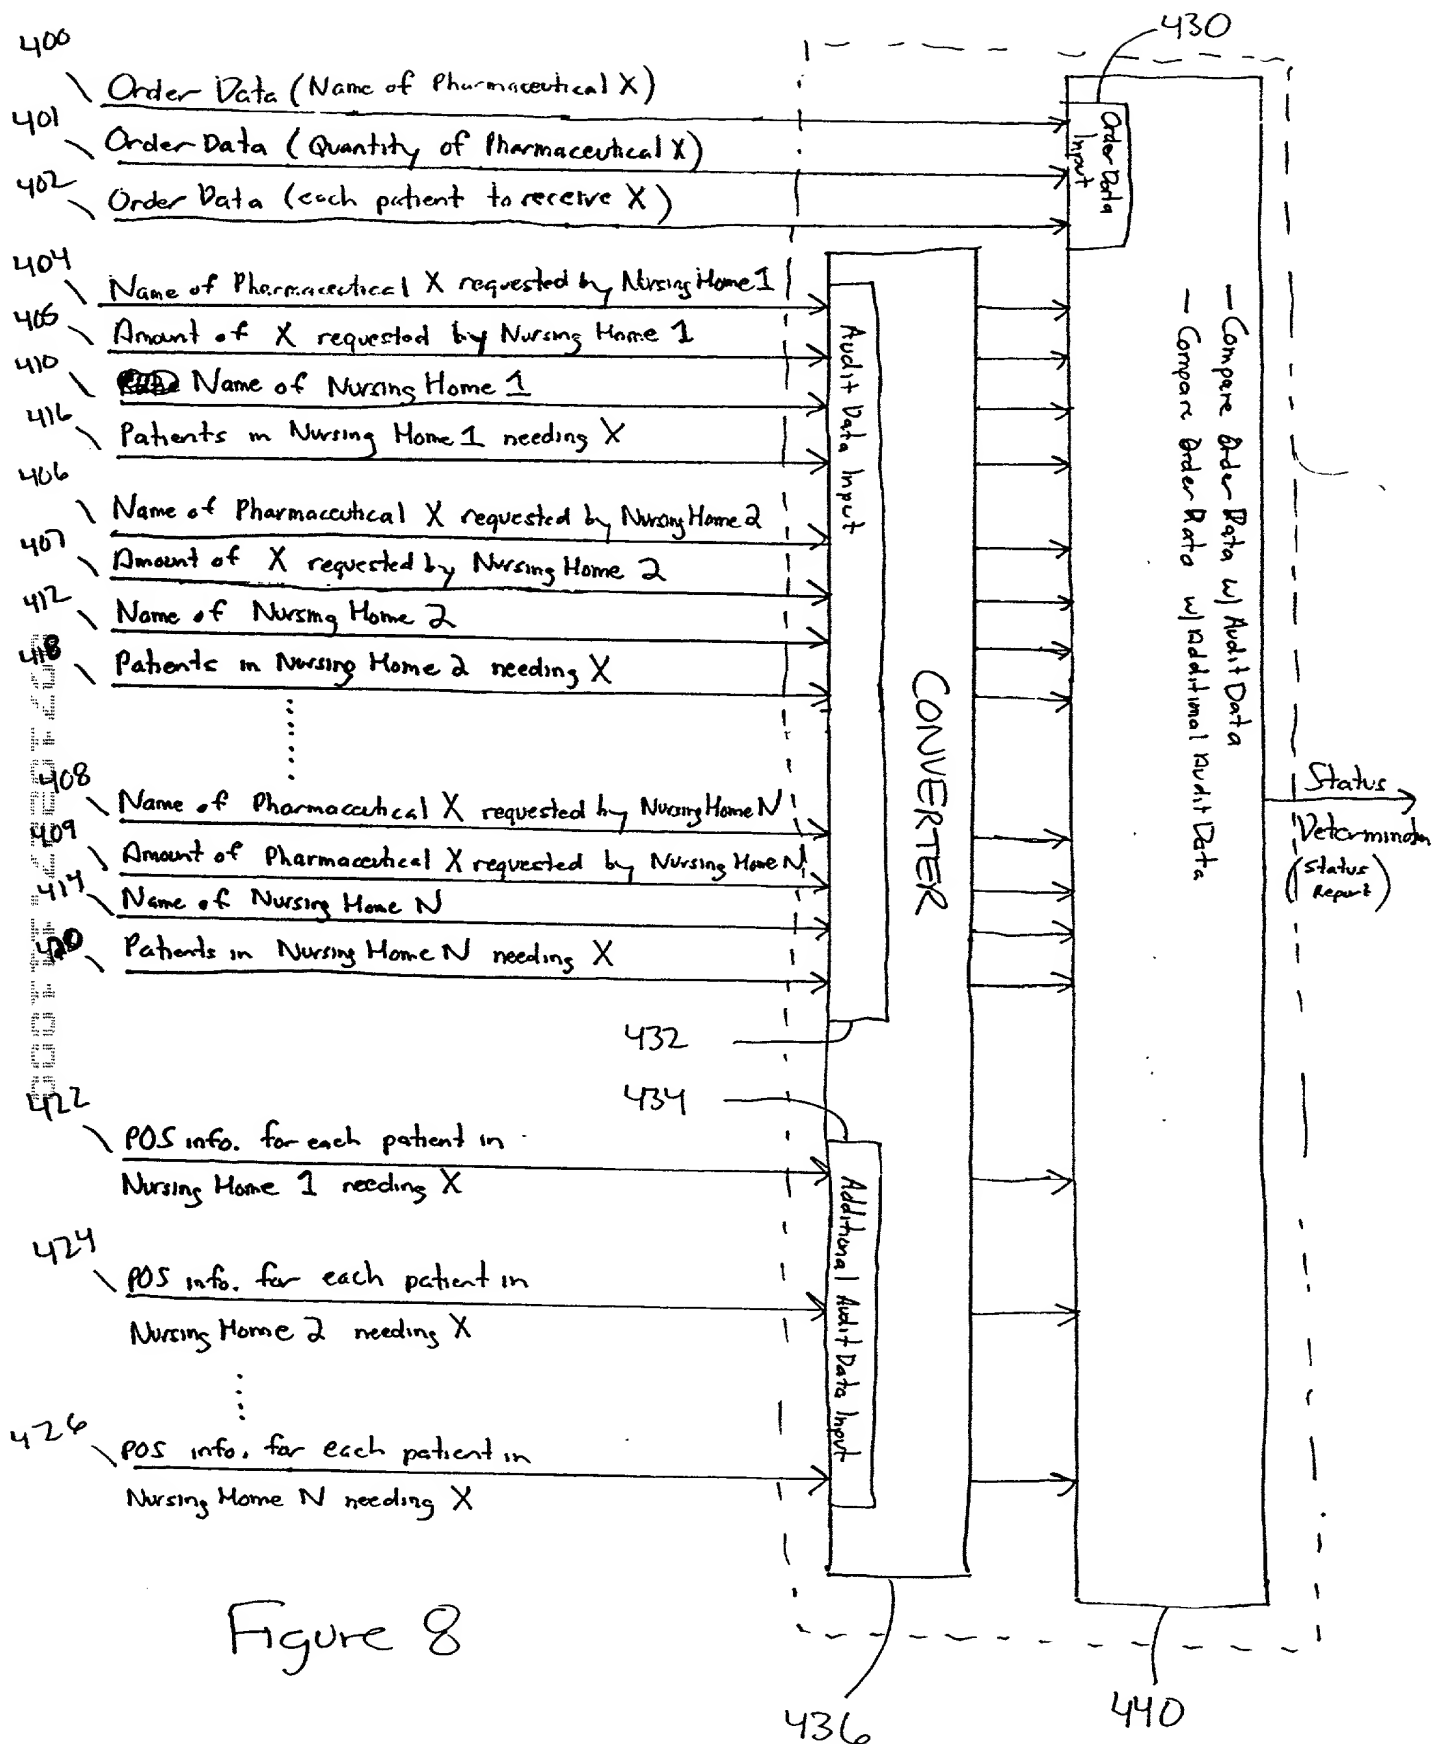 400
Order Data (Name of Pharmaceutical X)
401
Order Data (Quantity of Pharmaceutical X)
402
Order Data (each patient to receive X)
404
Name of Pharmaceutical X requested by Nursing Home 1
405
Amount of X requested by Nursing Home 1
410
Name of Nursing Home 1
416
Patients in Nursing Home 1 needing X
406
Name of Pharmaceutical X requested by Nursing Home 2
407
Amount of X requested by Nursing Home 2
412
Name of Nursing Home 2
418
Patients in Nursing Home 2 needing X
408
Name of Pharmaceutical X requested by Nursing Home N
409
Amount of Pharmaceutical X requested by Nursing Home N
414
Name of Nursing Home N
420
Patients in Nursing Home N needing X
422
POS info. for each patient in
Nursing Home 1 needing X
424
POS info. for each patient in
Nursing Home 2 needing X
426
POS info. for each patient in
Nursing Home N needing X
430
Order Data
Input
Audit Data Input
432
434
Additional Audit Data Input
CONVERTER
- Compare Order Data w/ Audit Data
- Compare Order Data w/ Additional Audit Data
Status
Determination
(Status
Report)
436
440
Figure 8